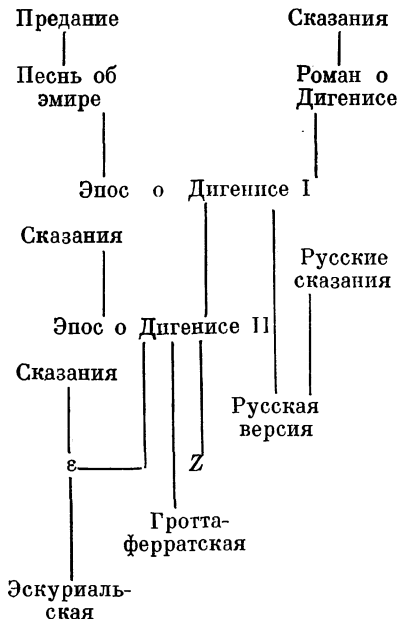 Предание
Сказания
Песнь об
эмире
Роман о
Дигенисе
Эпос о Дигенисе I
Сказания
Русские
сказания
Эпос о Дигенисе II
Сказания
Русская
версия
ε
Z
Гротта-
ферратская
Эскуриаль-
ская